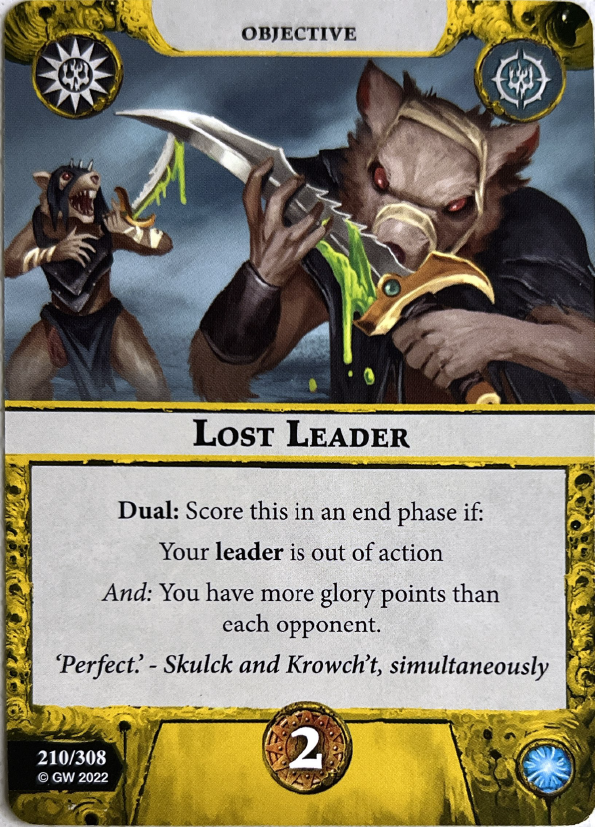 OBJECTIVE
LOST LEADER
Dual: Score this in an end phase if:
Your leader is out of action
And: You have more glory points than
each opponent.
‘Perfect.’ - Skulck and Krowch’t, simultaneously
210/308
© GW 2022
2